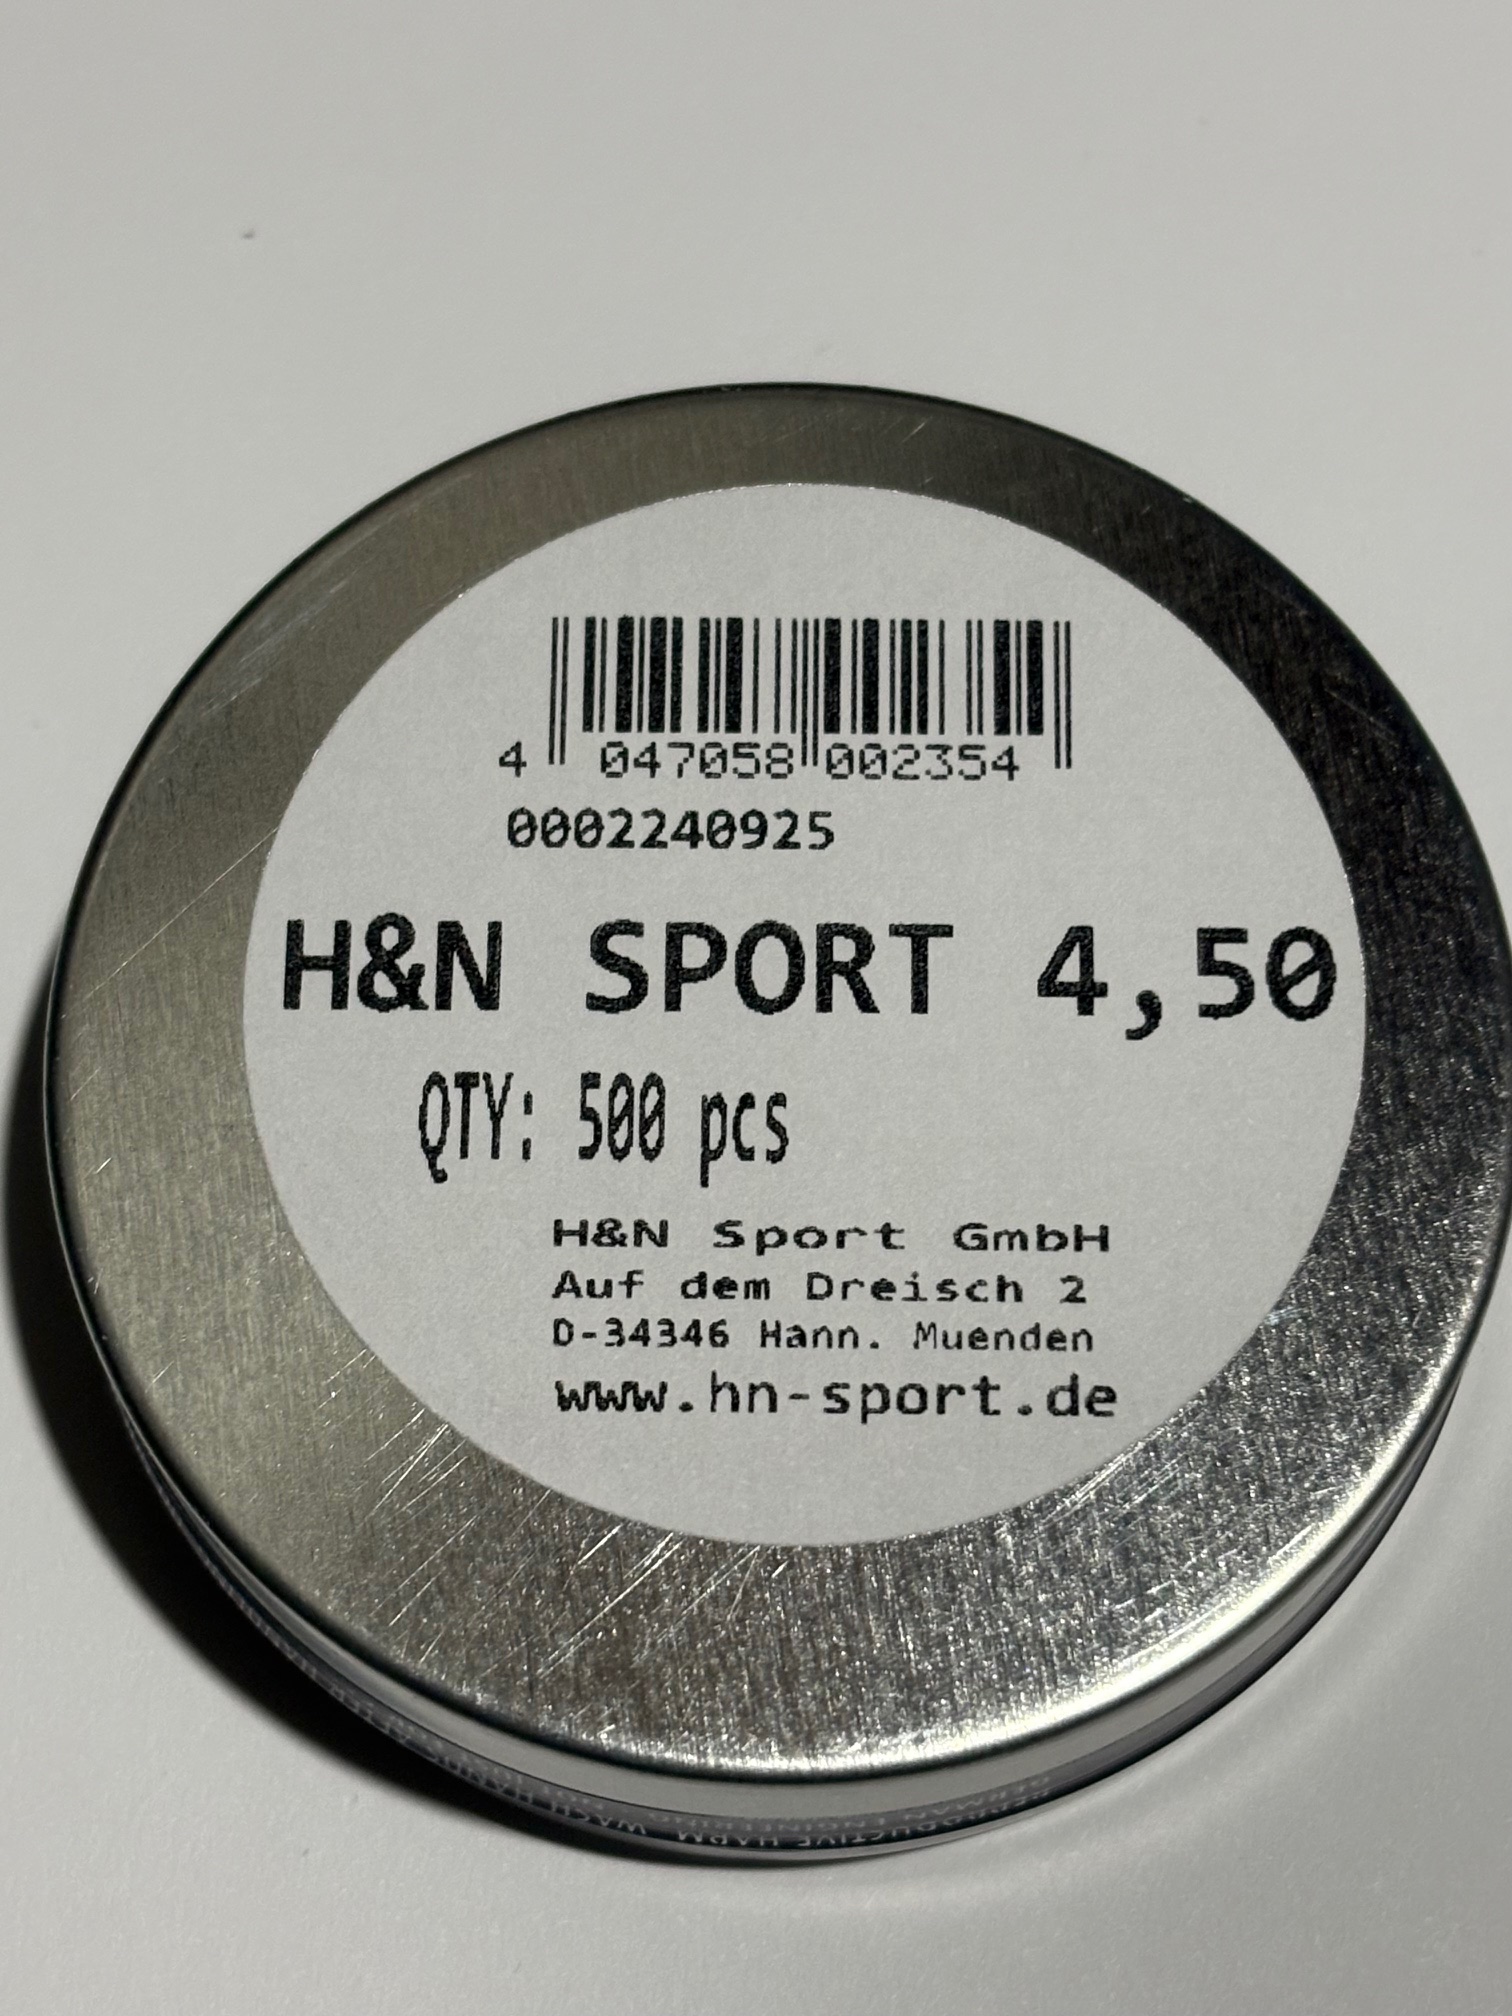 4 047058 002354
0002240925
H&N SPORT 4,50
QTY: 500 pcs
H&N Sport GmbH
Auf dem Dreisch 2
D-34346 Hann. Muenden
www.hn-sport.de